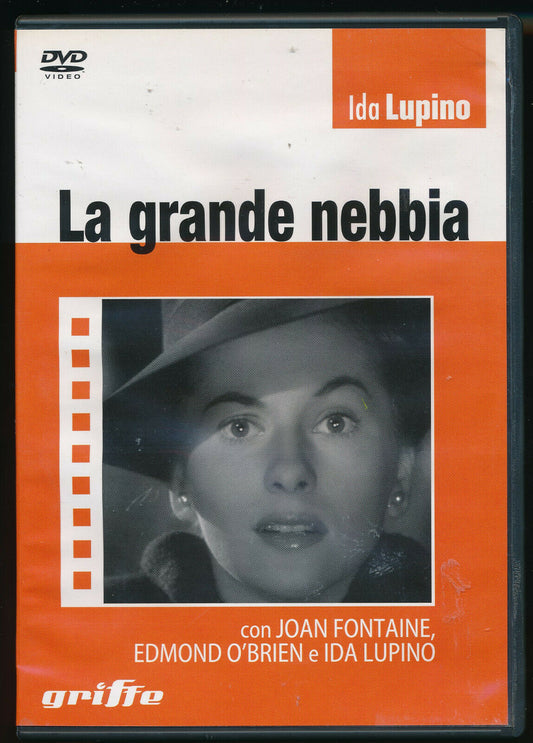 DVD
VIDEO
Ida Lupino
La grande nebbia
con JOAN FONTAINE,
EDMOND O'BRIEN e IDA LUPINO
griffe